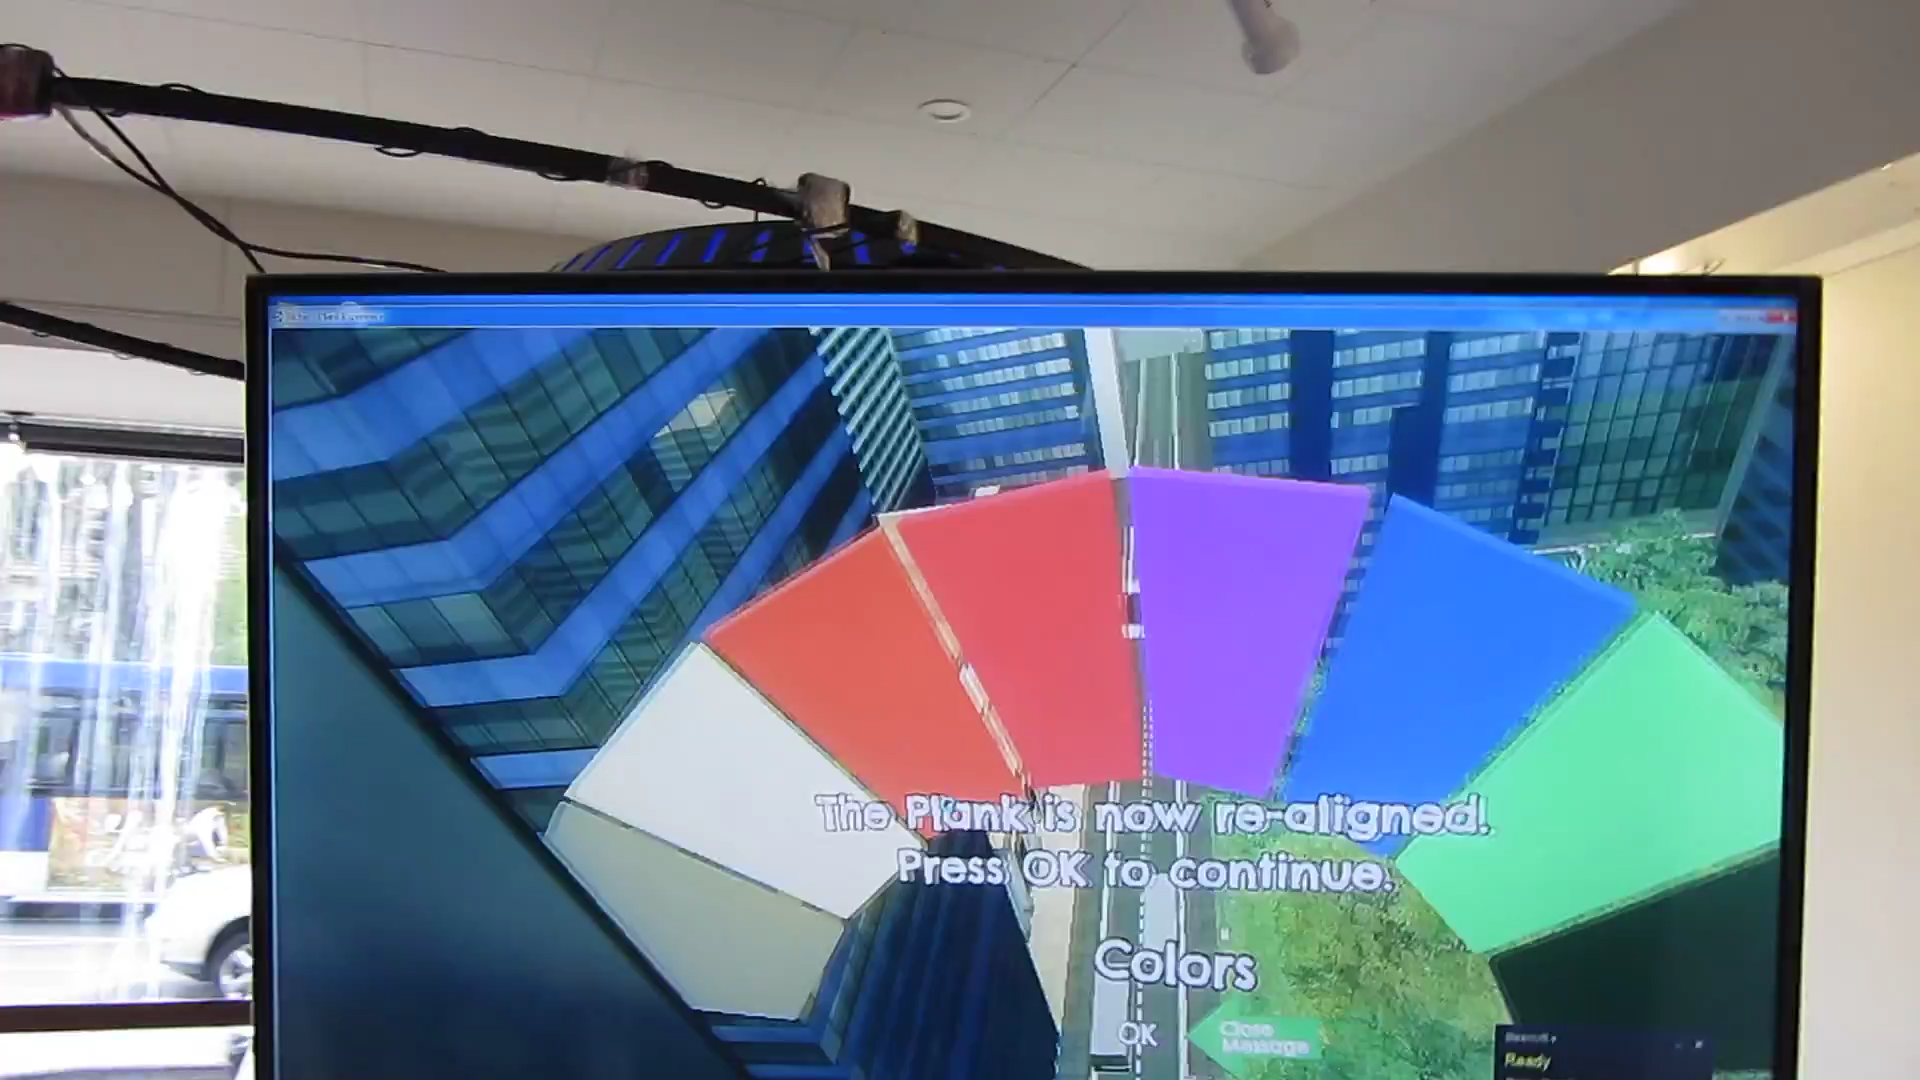 The Plank is now re-aligned.
Press OK to continue.
Colors
OK
Close
Message
Ready